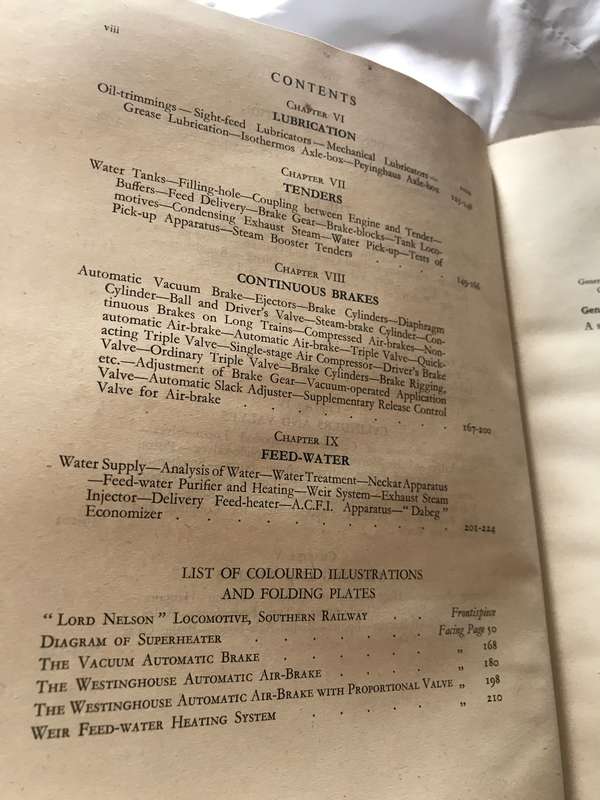 viii
CONTENTS
CHAPTER VI
LUBRICATION
Oil-trimmings—Sight-feed Lubricators—Mechanical Lubricators—
Grease Lubrication—Isothermos Axle-box—Peyinghaus Axle-box
PAGE
125-148
CHAPTER VII
TENDERS
Water Tanks—Filling-hole—Coupling between Engine and Tender—
Buffers—Feed Delivery—Brake Gear—Brake-blocks—Tank Loco-
motives—Condensing Exhaust Steam—Water Pick-up—Tests of
Pick-up Apparatus—Steam Booster Tenders . . . . 149-166
CHAPTER VIII
CONTINUOUS BRAKES
Automatic Vacuum Brake—Ejectors—Brake Cylinders—Diaphragm
Cylinder—Ball and Driver's Valve—Steam-brake Cylinder—Con-
tinuous Brakes on Long Trains—Compressed Air-brakes—Non-
automatic Air-brake—Automatic Air-brake—Triple Valve—Quick-
acting Triple Valve—Single-stage Air Compressor—Driver's Brake
Valve—Ordinary Triple Valve—Brake Cylinders—Brake Rigging,
etc.—Adjustment of Brake Gear—Vacuum-operated Application
Valve—Automatic Slack Adjuster—Supplementary Release Control
Valve for Air-brake . . . . . . . . 167-200
CHAPTER IX
FEED-WATER
Water Supply—Analysis of Water—Water Treatment—Neckar Apparatus
—Feed-water Purifier and Heating—Weir System—Exhaust Steam
Injector—Delivery Feed-heater—A.C.F.I. Apparatus—"Dabeg"
Economizer . . . . . . . . . . 201-224
LIST OF COLOURED ILLUSTRATIONS
AND FOLDING PLATES
"LORD NELSON" LOCOMOTIVE, SOUTHERN RAILWAY . . Frontispiece
DIAGRAM OF SUPERHEATER . . . . . Facing Page 50
THE VACUUM AUTOMATIC BRAKE . . . . . „ 168
THE WESTINGHOUSE AUTOMATIC AIR-BRAKE . . . „ 180
THE WESTINGHOUSE AUTOMATIC AIR-BRAKE WITH PROPORTIONAL VALVE „ 198
WEIR FEED-WATER HEATING SYSTEM . . . . „ 210
Gener
Gen
A s